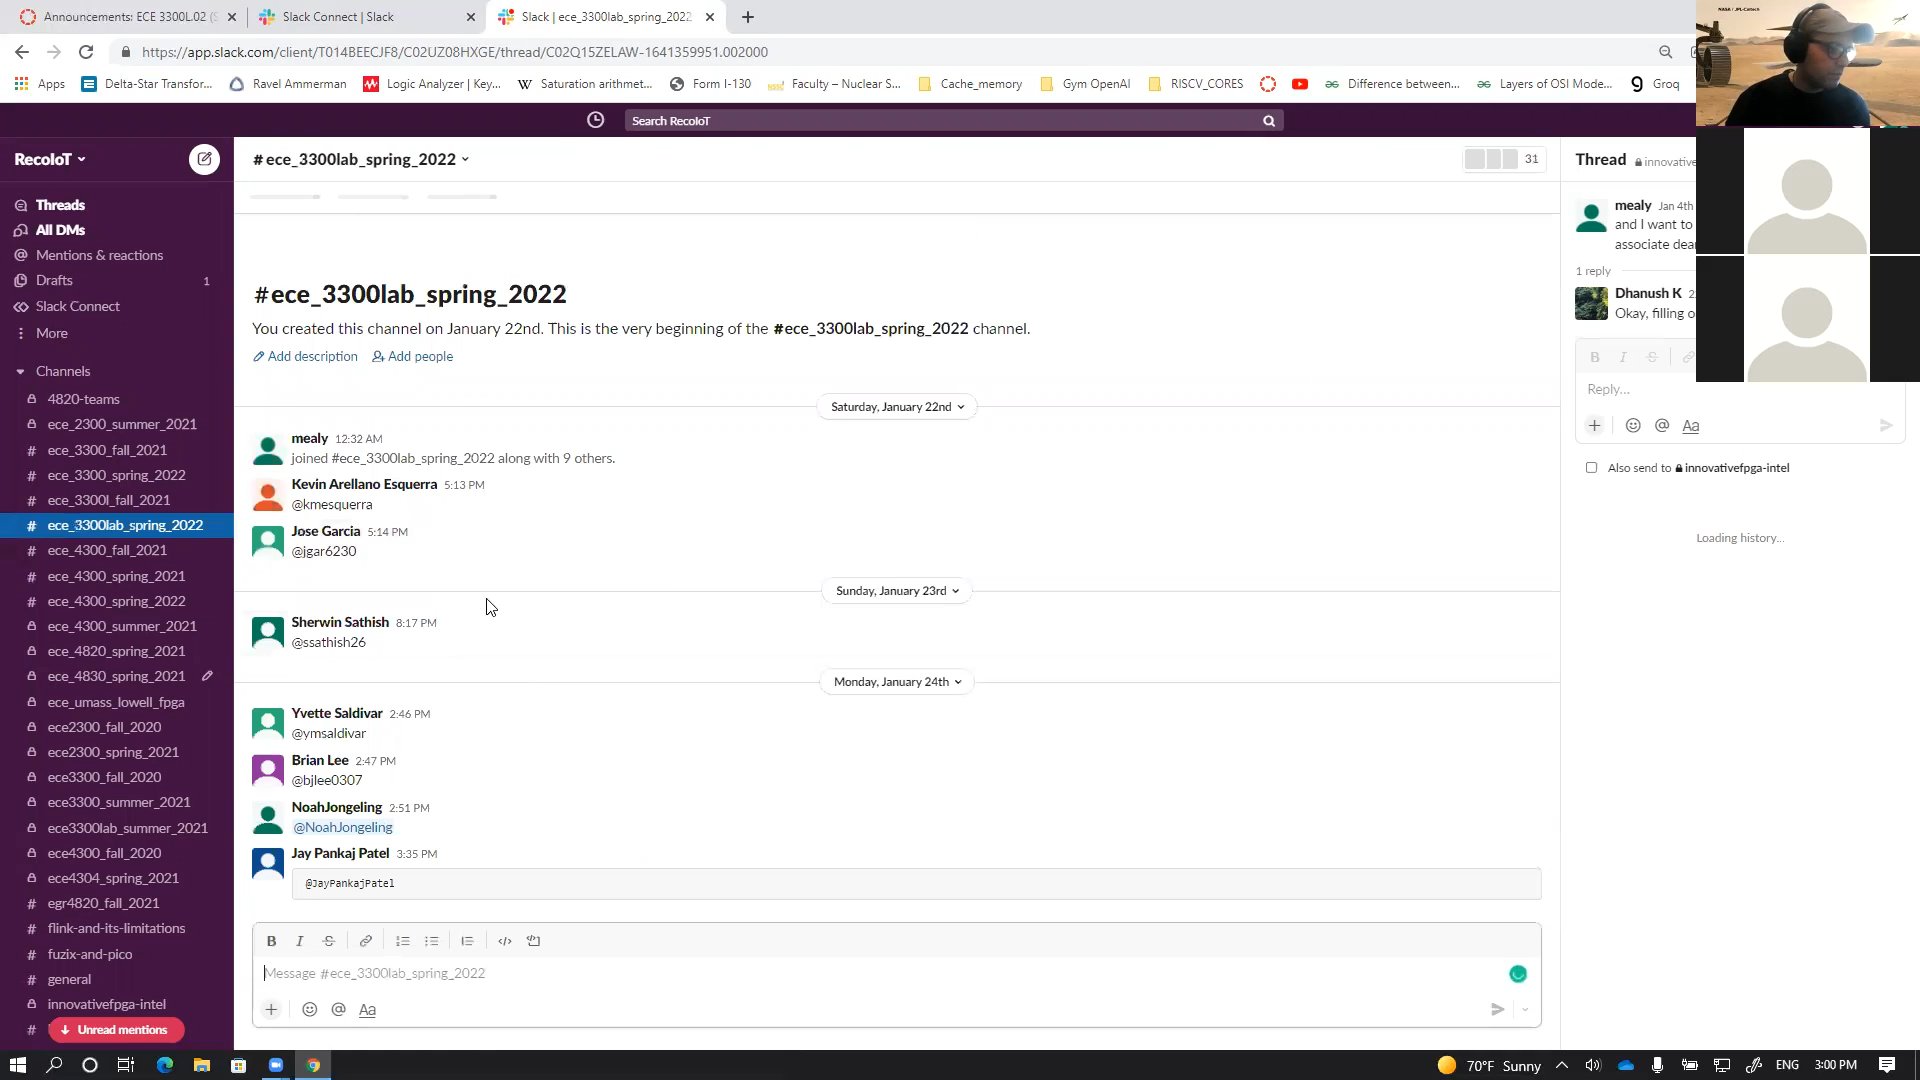 Announcements: ECE 3300L.02 (
Slack Connect | Slack
Slack | ece_3300lab_spring_2022
https://app.slack.com/client/T014BEECJF8/C02UZ08HXGE/thread/C02Q15ZELAW-1641359951.002000
Apps
Delta-Star Transfor...
Ravel Ammerman
Logic Analyzer | Key...
Saturation arithmet...
Form I-130
Faculty – Nuclear S...
Cache_memory
Gym OpenAI
RISCV_CORES
Difference between...
Layers of OSI Mode...
Groq
NASA / JPL-Caltech
Search RecoIoT
RecoIoT
Threads
All DMs
Mentions & reactions
Drafts 1
Slack Connect
More
Channels
4820-teams
ece_2300_summer_2021
# ece_3300_fall_2021
# ece_3300_spring_2022
# ece_3300l_fall_2021
# ece_3300lab_spring_2022
# ece_4300_fall_2021
# ece_4300_spring_2021
# ece_4300_spring_2022
ece_4300_summer_2021
ece_4820_spring_2021
ece_4830_spring_2021
ece_umass_lowell_fpga
ece2300_fall_2020
ece2300_spring_2021
ece3300_fall_2020
ece3300_summer_2021
ece3300lab_summer_2021
ece4300_fall_2020
ece4304_spring_2021
# egr4820_fall_2021
# flink-and-its-limitations
# fuzix-and-pico
# general
innovativefpga-intel
#
Unread mentions
# ece_3300lab_spring_2022
31
#ece_3300lab_spring_2022
You created this channel on January 22nd. This is the very beginning of the #ece_3300lab_spring_2022 channel.
Add description
Add people
Saturday, January 22nd
mealy 12:32 AM
joined #ece_3300lab_spring_2022 along with 9 others.
Kevin Arellano Esquerra 5:13 PM
@kmesquerra
Jose Garcia 5:14 PM
@jgar6230
Sunday, January 23rd
Sherwin Sathish 8:17 PM
@ssathish26
Monday, January 24th
Yvette Saldivar 2:46 PM
@ymsaldivar
Brian Lee 2:47 PM
@bjlee0307
NoahJongeling 2:51 PM
@NoahJongeling
Jay Pankaj Patel 3:35 PM
@JayPankajPatel
B I S
Message #ece_3300lab_spring_2022
@ Aa
Thread innovative
mealy Jan 4th
and I want to
associate dear
1 reply
Dhanush K
Okay, filling o
B I S
Reply...
@ Aa
Also send to innovativefpga-intel
Loading history...
70°F Sunny
ENG
3:00 PM